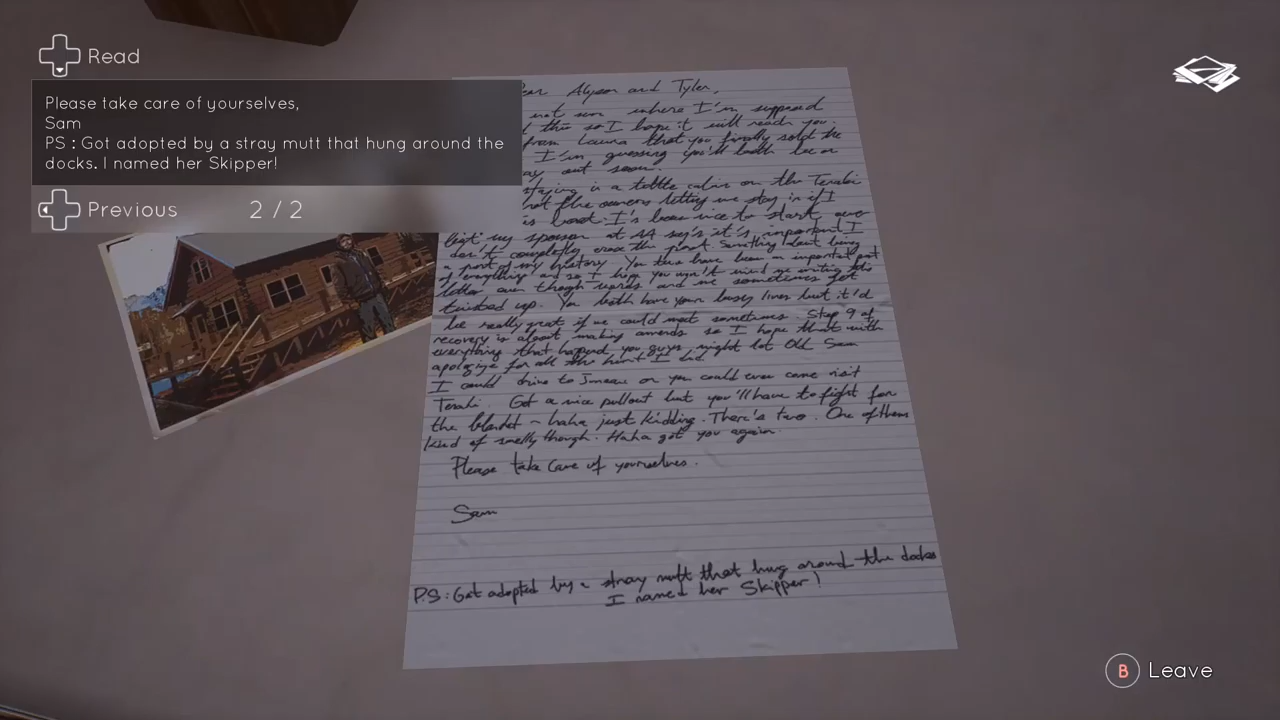 Read
Please take care of yourselves,
Sam
PS : Got adopted by a stray mutt that hung around the
docks. I named her Skipper!
Previous 2 / 2
Alyson and Tyler,
not sure where I'm supposed
this so I hope it will reach you.
from that you finally sold the
I'm guessing you'll both be on
out soon.
staying in a little cabin on the
the owners letting me stay in if I
is boat. It's been nice to start over
but my sponsor at AA say's it's important I
don't completely erase the past. Something about being
a part of my history. You two have been an important part
of everything and so I hope you won't mind me writing this
letter even though words and me sometimes get
twisted up. You both have your busy lives but it'd
be really great if we could meet sometimes. Step 9 of
recovery is about making amends so I hope that with
everything that happend you guys might let Old Sam
apologize for all the hurt I did.
I could drive to Juneau or you could even come visit
Got a nice pullout but you'll have to fight for
the blanket - haha just kidding. There's two. One of them
kind of smelly though. Haha got you again.
Please take care of yourselves.
Sam
P.S: Got adopted by a stray mutt that hung around the docks
I named her Skipper!
B Leave